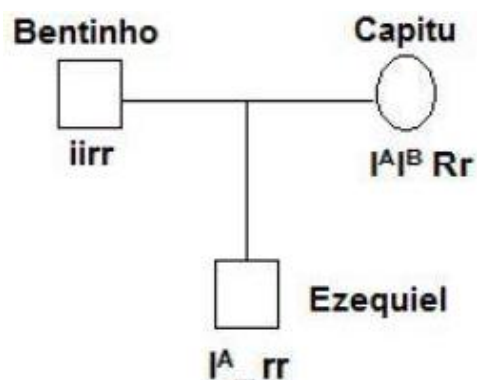 Bentinho
Capitu
iirr
IᴬIᴮ Rr
Ezequiel
Iᴬ_ rr